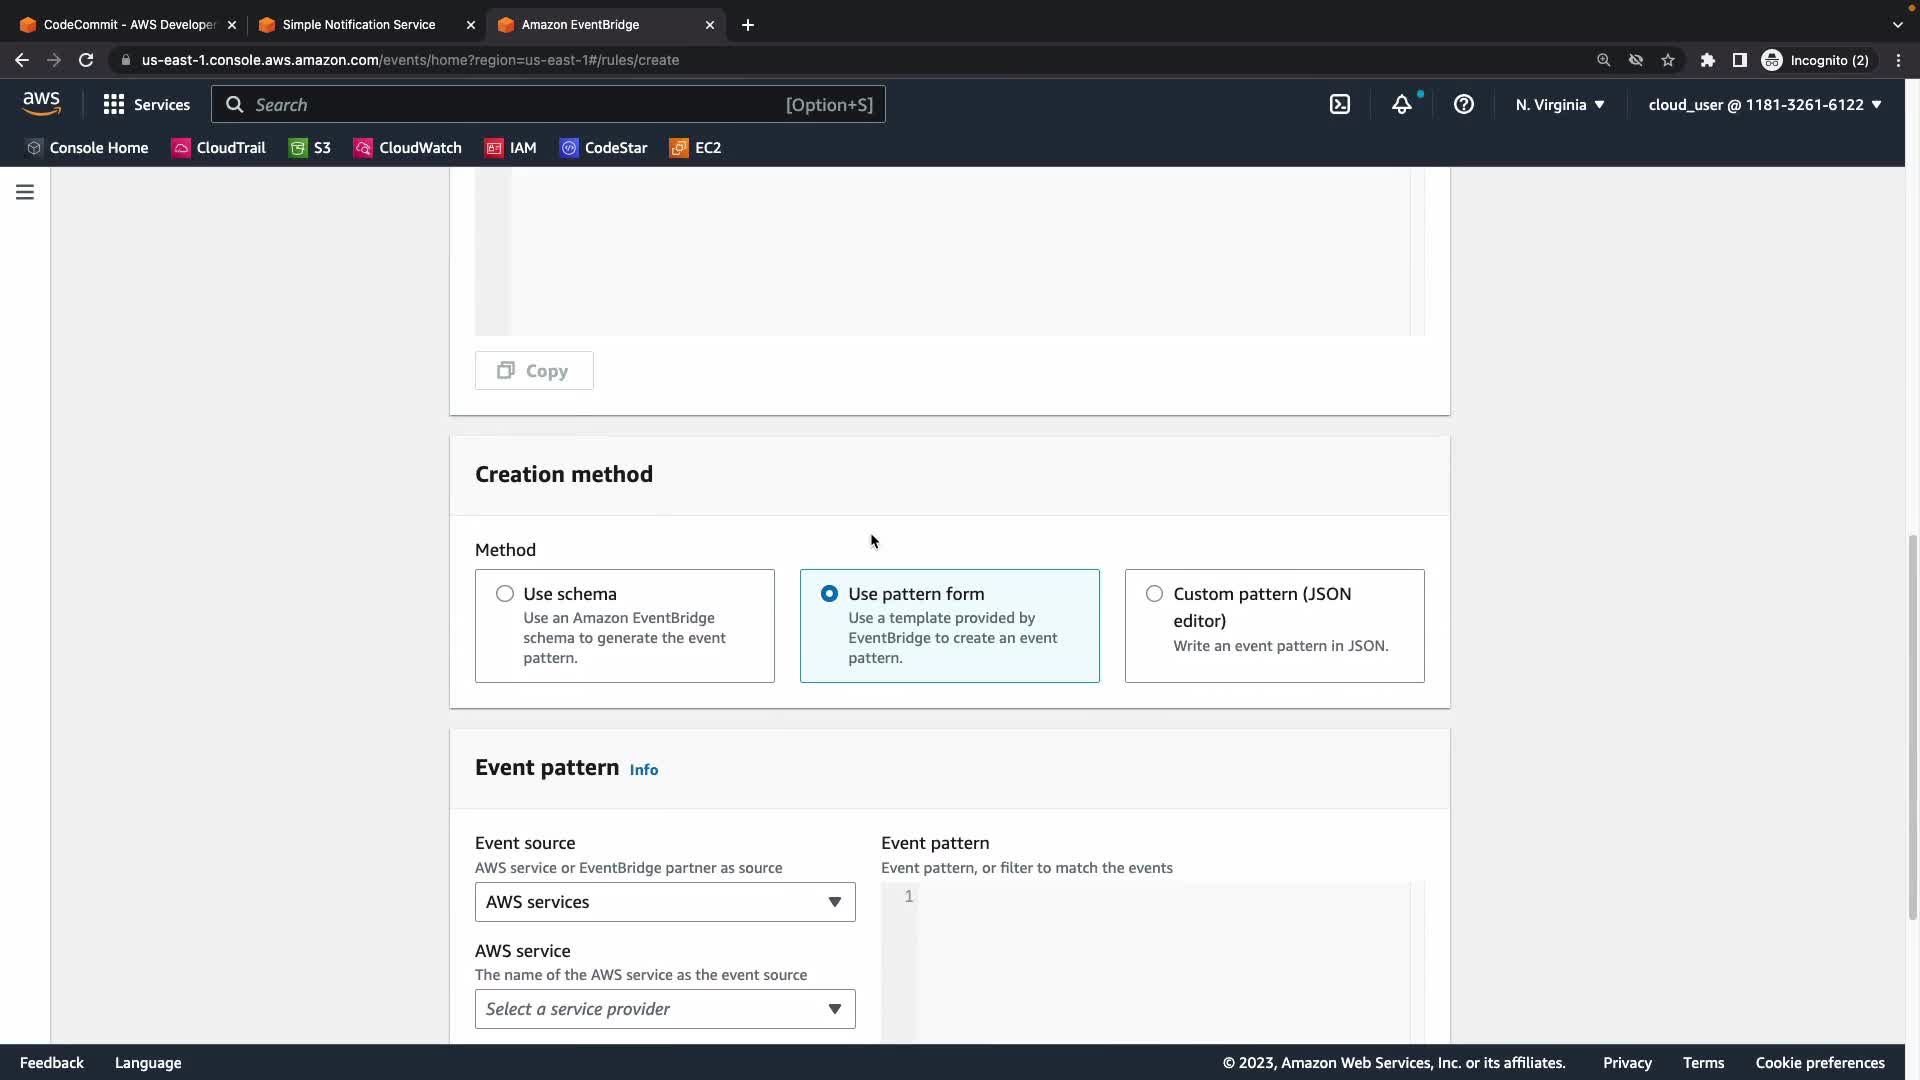 CodeCommit - AWS Developer
Simple Notification Service
Amazon EventBridge
us-east-1.console.aws.amazon.com/events/home?region=us-east-1#/rules/create
Incognito (2)
aws
Services
Search
[Option+S]
N. Virginia
cloud_user @ 1181-3261-6122
Console Home
CloudTrail
S3
CloudWatch
IAM
CodeStar
EC2
Copy
Creation method
Method
Use schema
Use an Amazon EventBridge
schema to generate the event
pattern.
Use pattern form
Use a template provided by
EventBridge to create an event
pattern.
Custom pattern (JSON
editor)
Write an event pattern in JSON.
Event pattern Info
Event source
AWS service or EventBridge partner as source
AWS services
AWS service
The name of the AWS service as the event source
Select a service provider
Event pattern
Event pattern, or filter to match the events
1
Feedback
Language
© 2023, Amazon Web Services, Inc. or its affiliates.
Privacy
Terms
Cookie preferences